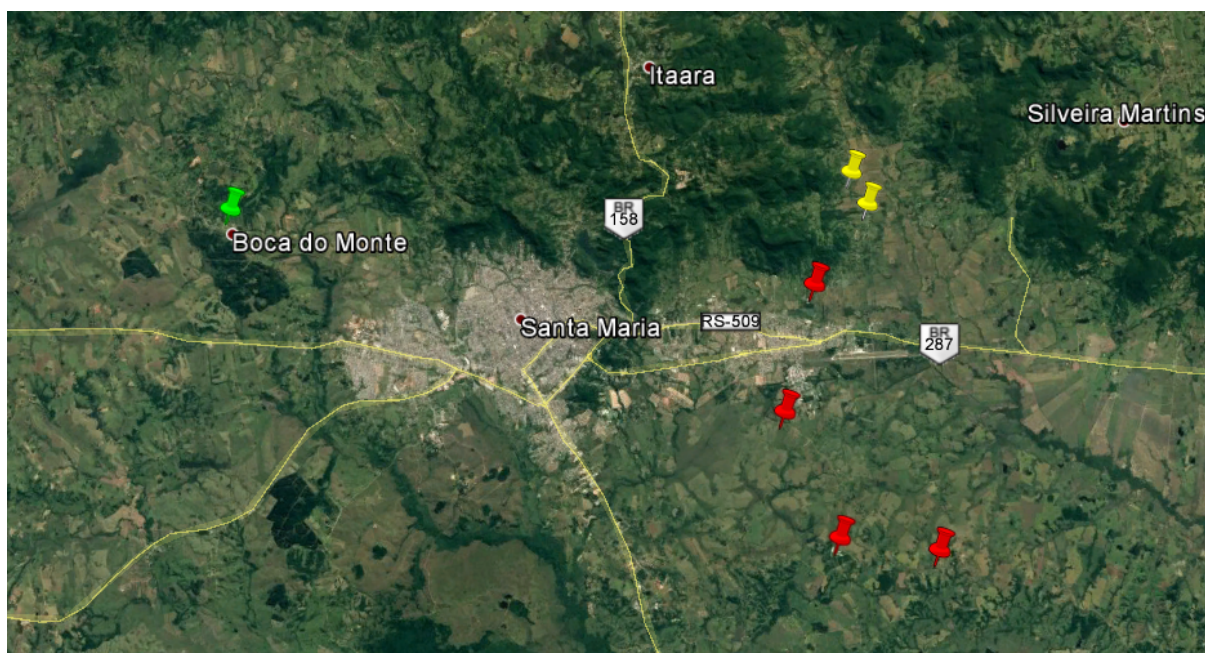 Itaara
Silveira Martins
BR
158
Boca do Monte
Santa Maria
RS-509
BR
287